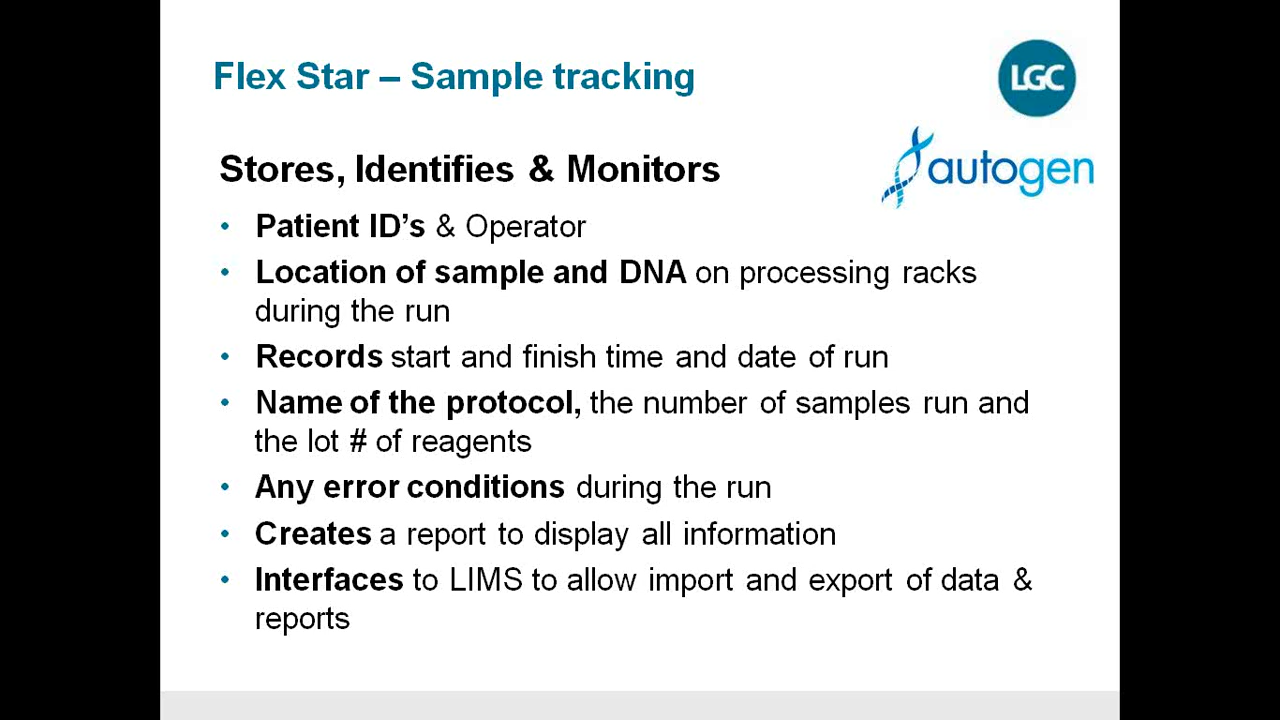 Flex Star – Sample tracking
LGC
autogen
Stores, Identifies & Monitors
• Patient ID’s & Operator
• Location of sample and DNA on processing racks
during the run
• Records start and finish time and date of run
• Name of the protocol, the number of samples run and
the lot # of reagents
• Any error conditions during the run
• Creates a report to display all information
• Interfaces to LIMS to allow import and export of data &
reports